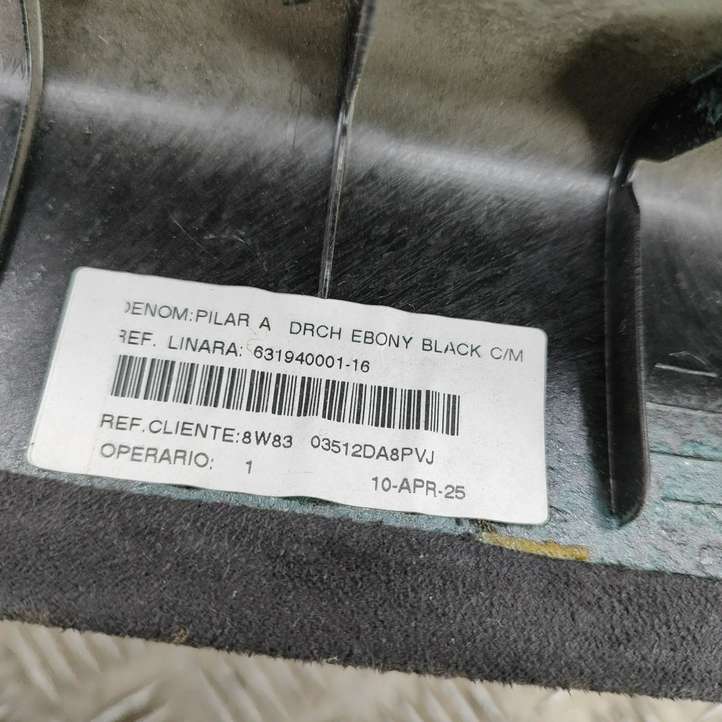 DENOM:PILAR A DRCH EBONY BLACK C/M
REF. LINARA: 631940001-16
REF.CLIENTE:8W83 03512DA8PVJ
OPERARIO: 1 10-APR-25